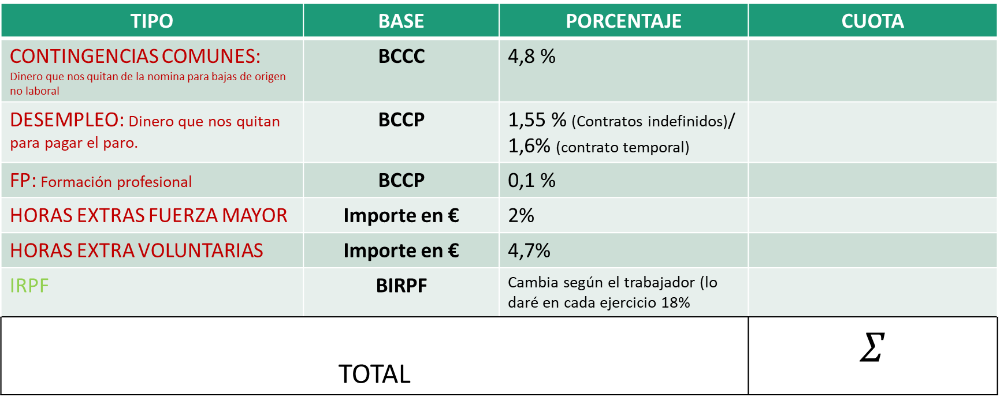 TIPO BASE PORCENTAJE CUOTA
CONTINGENCIAS COMUNES: BCCC 4,8 %
Dinero que nos quitan de la nomina para bajas de origen
no laboral
DESEMPLEO: Dinero que nos quitan BCCP 1,55 % (Contratos indefinidos)/
para pagar el paro. 1,6% (contrato temporal)
FP: Formación profesional BCCP 0,1 %
HORAS EXTRAS FUERZA MAYOR Importe en € 2%
HORAS EXTRA VOLUNTARIAS Importe en € 4,7%
IRPF BIRPF Cambia según el trabajador (lo
daré en cada ejercicio 18%
Σ
TOTAL